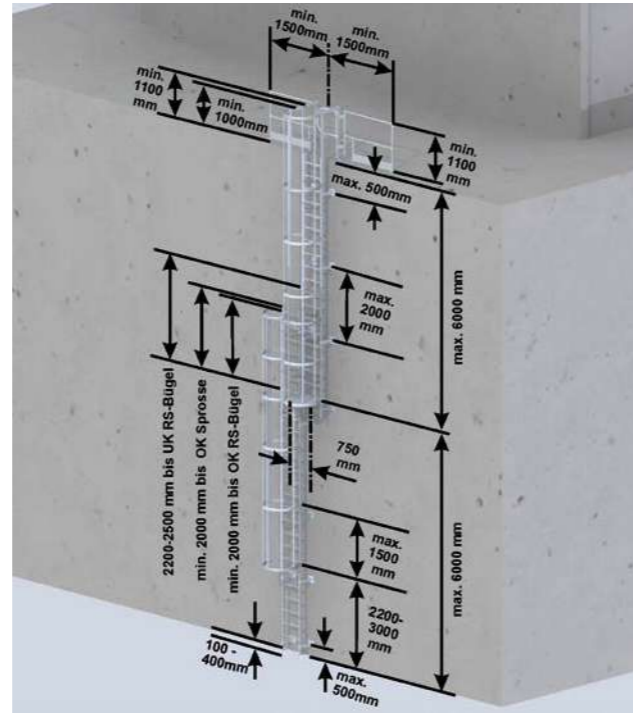 min.
1500mm
min.
1500mm
min.
1100
mm
min.
1000mm
min.
1100
mm
max. 500mm
max.
2000
mm
max. 6000 mm
2200-2500 mm bis UK RS-Bügel
min. 2000 mm bis OK Sprosse
min. 2000 mm bis OK RS-Bügel
750
mm
max.
1500
mm
max. 6000 mm
2200-
3000
mm
100 -
400mm
max.
500mm